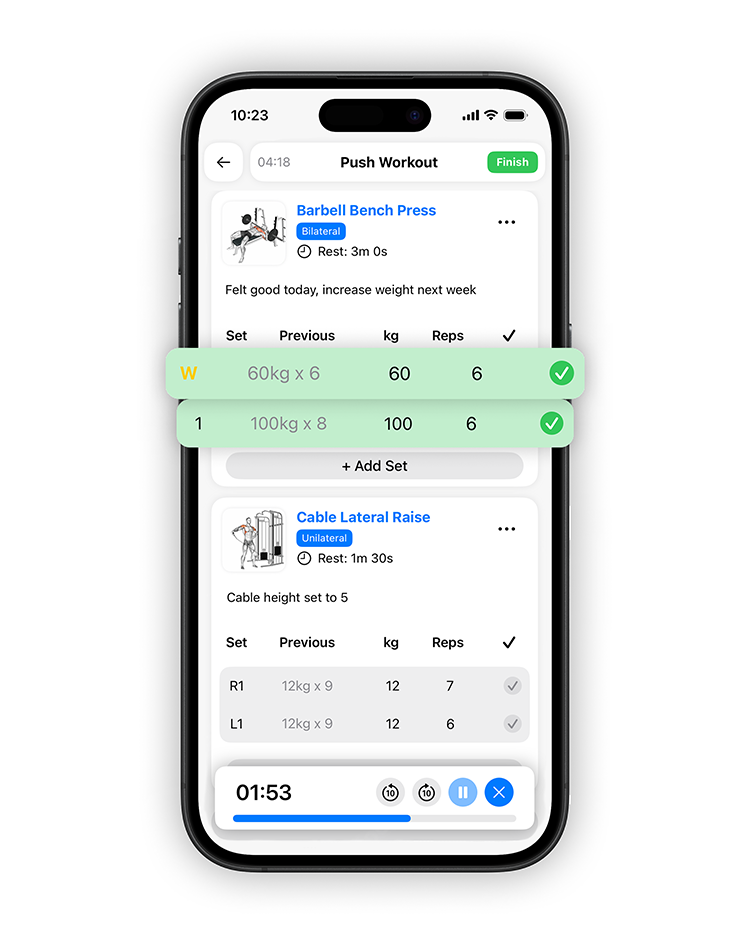 10:23
04:18 Push Workout Finish
Barbell Bench Press
Bilateral
Rest: 3m 0s
Felt good today, increase weight next week
Set Previous kg Reps
W 60kg x 6 60 6
1 100kg x 8 100 6
+ Add Set
Cable Lateral Raise
Unilateral
Rest: 1m 30s
Cable height set to 5
Set Previous kg Reps
R1 12kg x 9 12 7
L1 12kg x 9 12 6
01:53 10 10